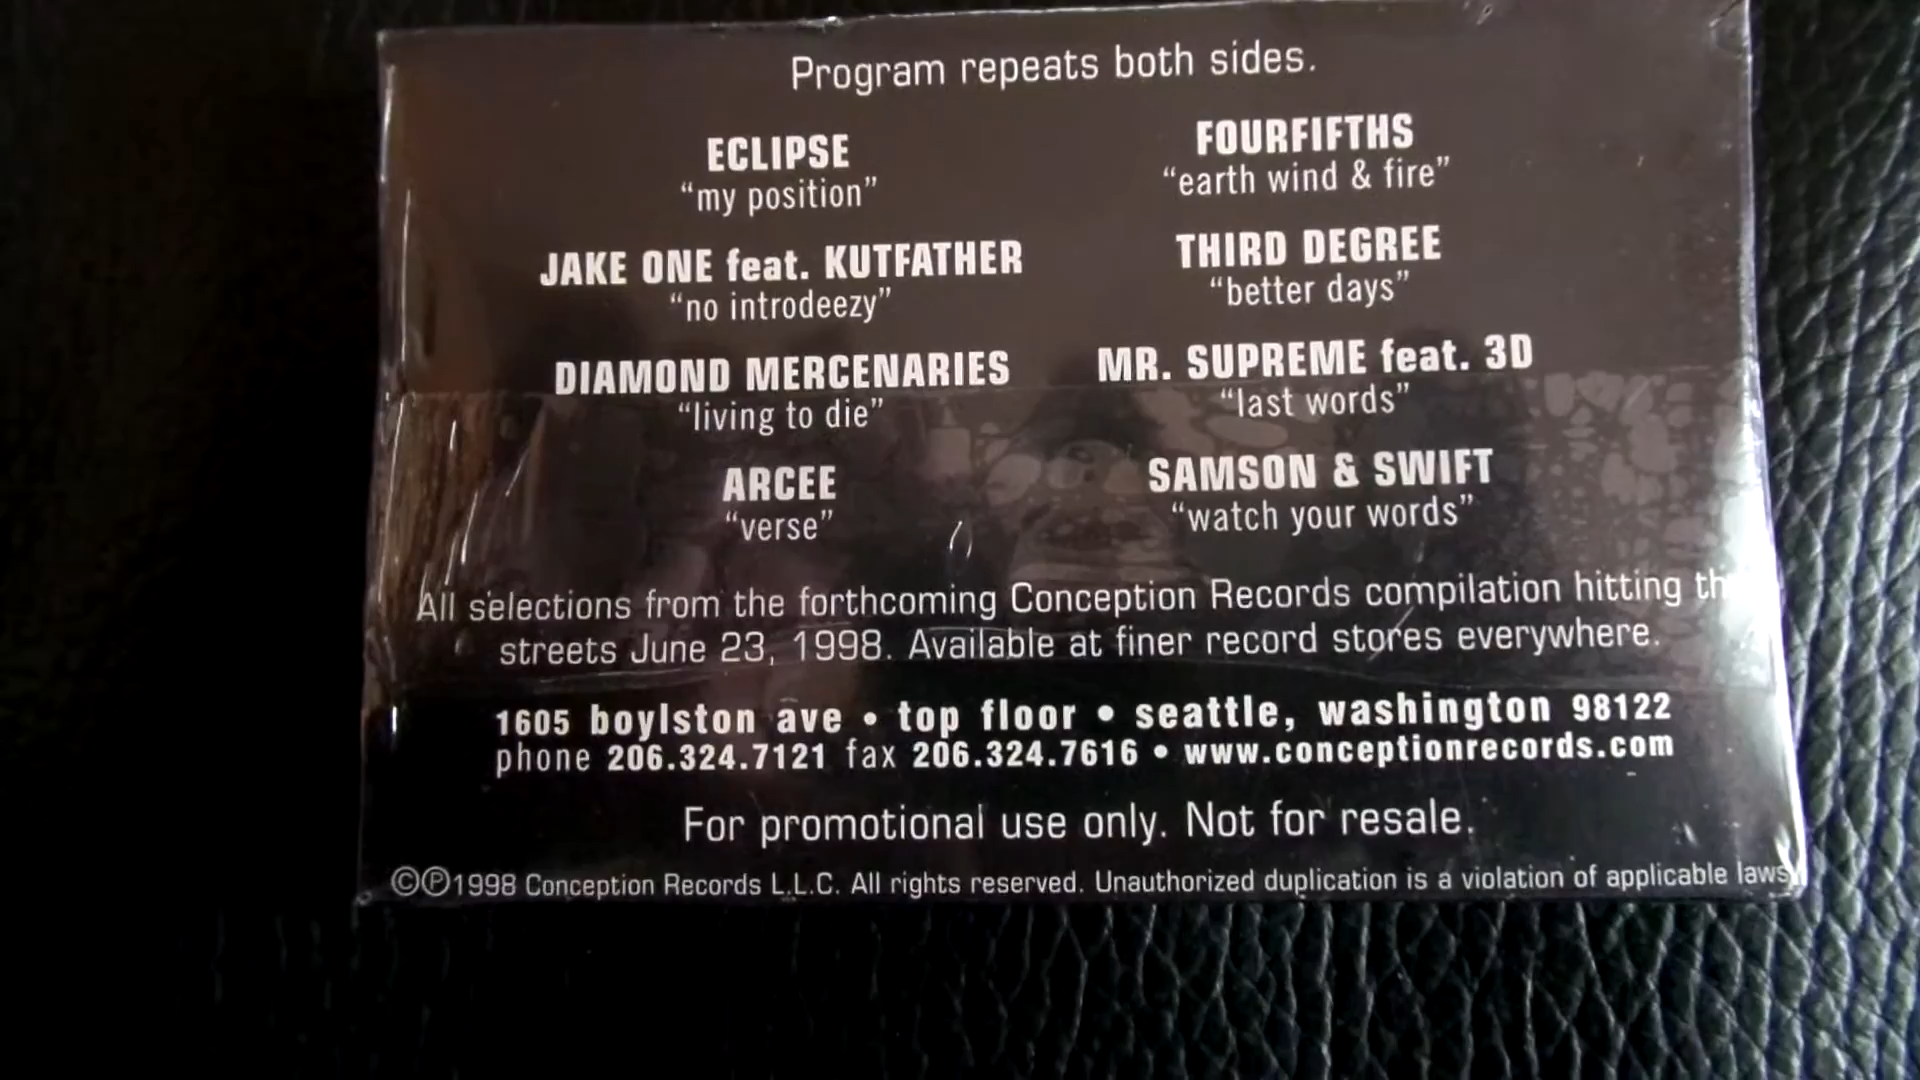 Program repeats both sides.
ECLIPSE
“my position”
JAKE ONE feat. KUTFATHER
“no introdeezy”
DIAMOND MERCENARIES
“living to die”
ARCEE
“verse”
FOURFIFTHS
“earth wind & fire”
THIRD DEGREE
“better days”
MR. SUPREME feat. 3D
“last words”
SAMSON & SWIFT
“watch your words”
All selections from the forthcoming Conception Records compilation hitting the
streets June 23, 1998. Available at finer record stores everywhere.
1605 boylston ave • top floor • seattle, washington 98122
phone 206.324.7121 fax 206.324.7616 • www.conceptionrecords.com
For promotional use only. Not for resale.
©℗1998 Conception Records L.L.C. All rights reserved. Unauthorized duplication is a violation of applicable laws.